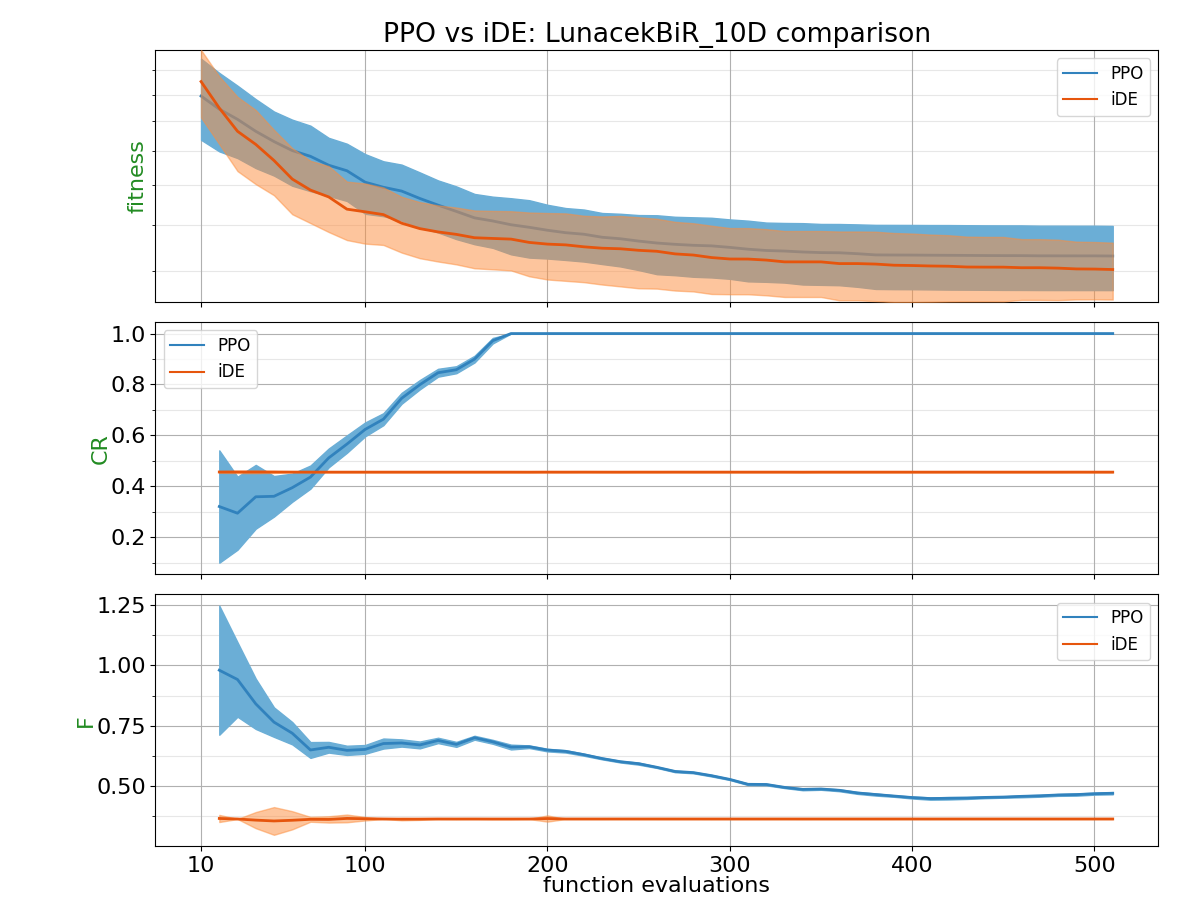 PPO vs iDE: LunacekBiR_10D comparison
fitness
PPO
iDE
CR
1.0
0.8
0.6
0.4
0.2
PPO
iDE
F
1.25
1.00
0.75
0.50
PPO
iDE
10 100 200 300 400 500
function evaluations